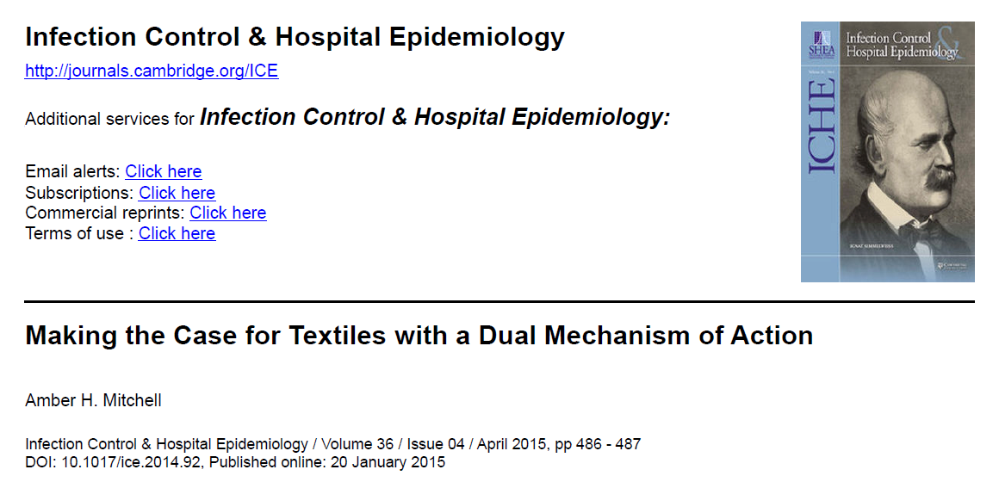 Infection Control & Hospital Epidemiology
http://journals.cambridge.org/ICE
Additional services for Infection Control & Hospital Epidemiology:
Email alerts: Click here
Subscriptions: Click here
Commercial reprints: Click here
Terms of use : Click here
SHEA
Infection Control &
Hospital Epidemiology
ICHE
IGNAZ SEMMELWEIS
Making the Case for Textiles with a Dual Mechanism of Action
Amber H. Mitchell
Infection Control & Hospital Epidemiology / Volume 36 / Issue 04 / April 2015, pp 486 - 487
DOI: 10.1017/ice.2014.92, Published online: 20 January 2015